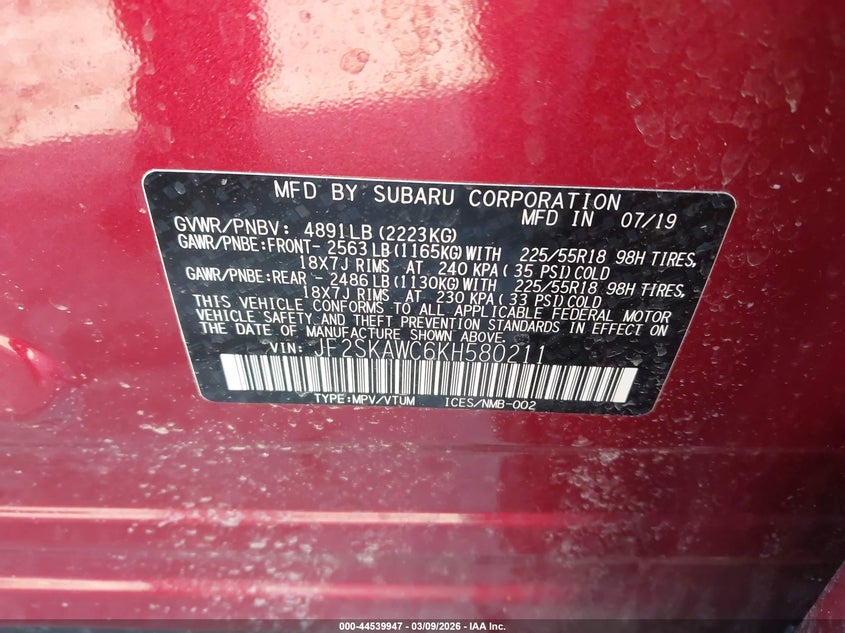 MFD BY SUBARU CORPORATION
MFD IN 07/19
GVWR/PNBV: 4891LB(2223KG)
GAWR/PNBE:FRONT- 2563LB(1165KG)WITH 225/55R18 98H TIRES,
18X7J RIMS AT 240 KPA(35 PSI)COLD
GAWR/PNBE:REAR - 2486LB(1130KG)WITH 225/55R18 98H TIRES,
18X7J RIMS AT 230 KPA(33 PSI)COLD
THIS VEHICLE CONFORMS TO ALL APPLICABLE FEDERAL MOTOR
VEHICLE SAFETY AND THEFT PREVENTION STANDARDS IN EFFECT ON
THE DATE OF MANUFACTURE SHOWN ABOVE.
VIN: JF2SKAWC6KH580211
TYPE:MPV/VTUM ICES/NMB-002
000-44539947 - 03/09/2026 - IAA Inc.